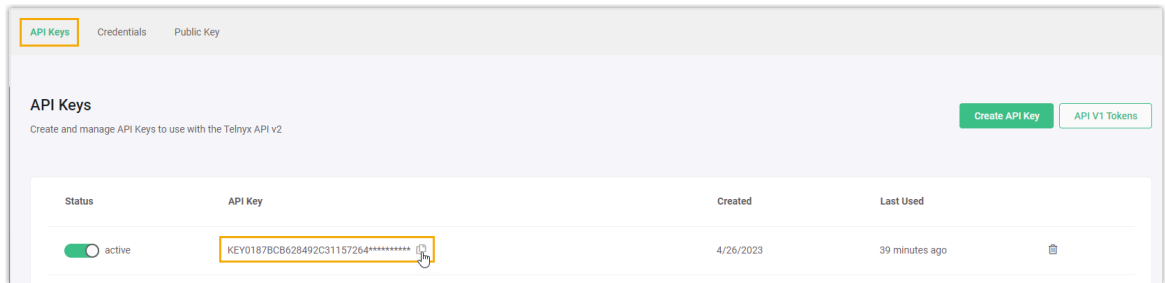 API Keys Credentials Public Key
API Keys
Create and manage API Keys to use with the Telnyx API v2
Create API Key API V1 Tokens
Status API Key Created Last Used
active KEY0187BCB628492C31157264********** 4/26/2023 39 minutes ago